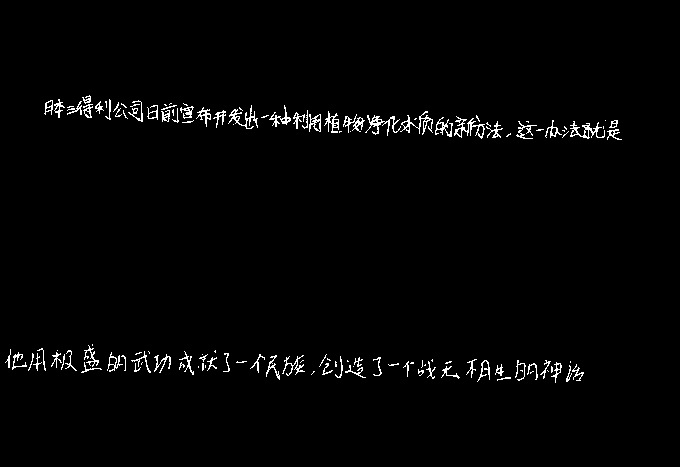 日本三得利公司日前宣布开发出一种利用植物净化水质的新方法，这一办法就是
他用极盛的武功成就了一个民族，创造了一个战无相生的神话